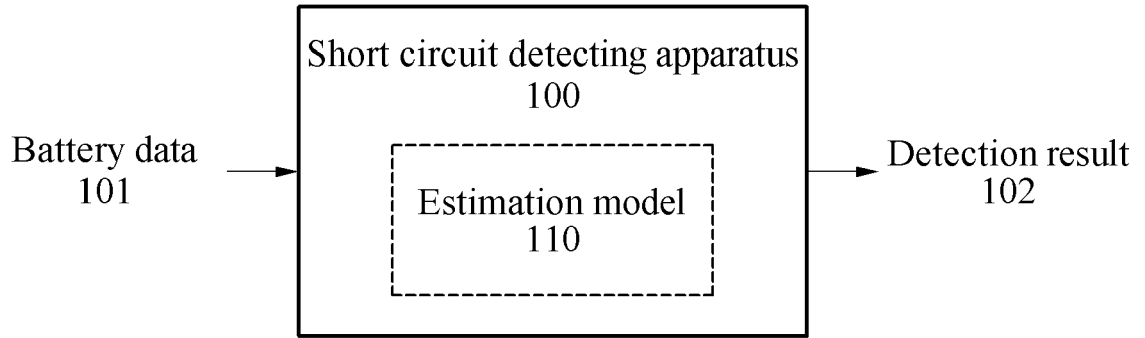 Short circuit detecting apparatus
100
Battery data
101
Estimation model
110
Detection result
102